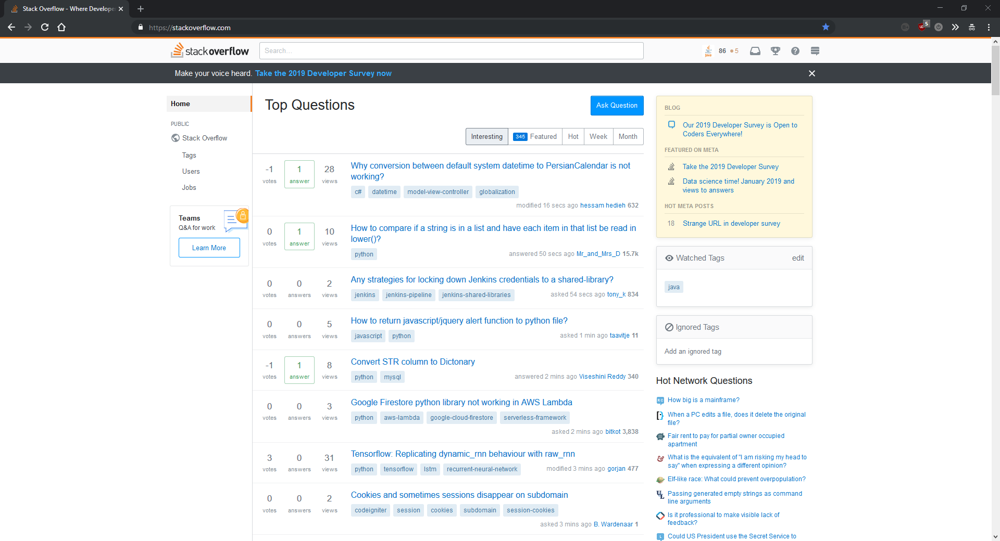 Stack Overflow - Where Develope
5
https://stackoverflow.com
stackoverflow
Search...
Java
86 5
Make your voice heard. Take the 2019 Developer Survey now
Home
PUBLIC
Stack Overflow
Tags
Users
Jobs
Teams
Q&A for work
Learn More
Top Questions
Ask Question
Interesting
345 Featured
Hot
Week
Month
-1 votes
1 answer
28 views
Why conversion between default system datetime to PersianCalendar is not
working?
c# datetime model-view-controller globalization
modified 16 secs ago hessam hedieh 632
0 votes
1 answer
10 views
How to compare if a string is in a list and have each item in that list be read in
lower()?
python
answered 50 secs ago Mr_and_Mrs_D 15.7k
0 votes
0 answers
2 views
Any strategies for locking down Jenkins credentials to a shared-library?
jenkins jenkins-pipeline jenkins-shared-libraries
asked 54 secs ago tony_k 834
0 votes
0 answers
5 views
How to return javascript/jquery alert function to python file?
javascript python
asked 1 min ago taavitje 11
-1 votes
1 answer
8 views
Convert STR column to Dictonary
python mysql
answered 2 mins ago Viseshini Reddy 340
0 votes
0 answers
3 views
Google Firestore python library not working in AWS Lambda
python aws-lambda google-cloud-firestore serverless-framework
asked 2 mins ago bitkot 3,838
3 votes
0 answers
31 views
Tensorflow: Replicating dynamic_rnn behaviour with raw_rnn
python tensorflow lstm recurrent-neural-network
modified 3 mins ago gorjan 477
0 votes
0 answers
2 views
Cookies and sometimes sessions disappear on subdomain
codeigniter session cookies subdomain session-cookies
asked 3 mins ago B. Wardenaar 1
BLOG
Our 2019 Developer Survey is Open to
Coders Everywhere!
FEATURED ON META
Take the 2019 Developer Survey
Data science time! January 2019 and
views to answers
HOT META POSTS
18 Strange URL in developer survey
Watched Tags edit
java
Ignored Tags
Add an ignored tag
Hot Network Questions
How big is a mainframe?
When a PC edits a file, does it delete the original
file?
Fair rent to pay for partial owner occupied
apartment
What is the equivalent of "I am risking my head to
say" when expressing a different opinion?
Elf-like race: What could prevent overpopulation?
Passing generated empty strings as command
line arguments
Is it professional to make visible lack of
feedback?
Could US President use the Secret Service to